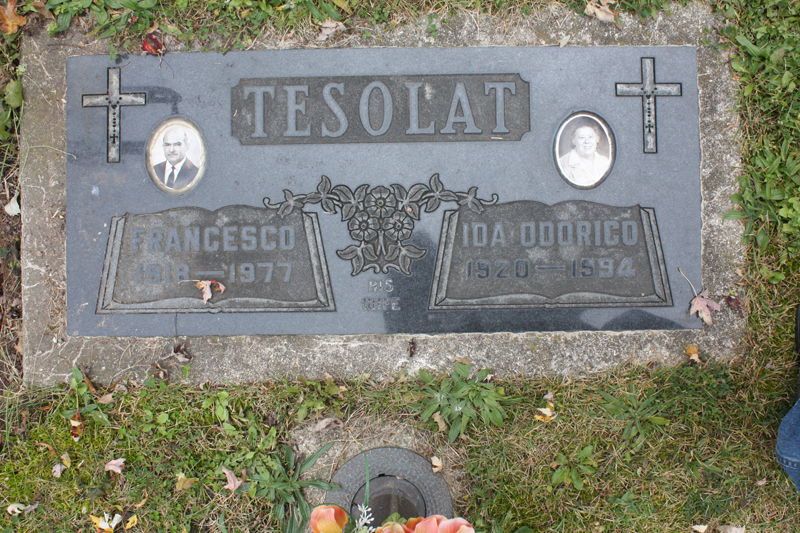 TESOLAT
FRANCESCO
1918—1977
HIS
WIFE
IDA ODORICO
1920—1994